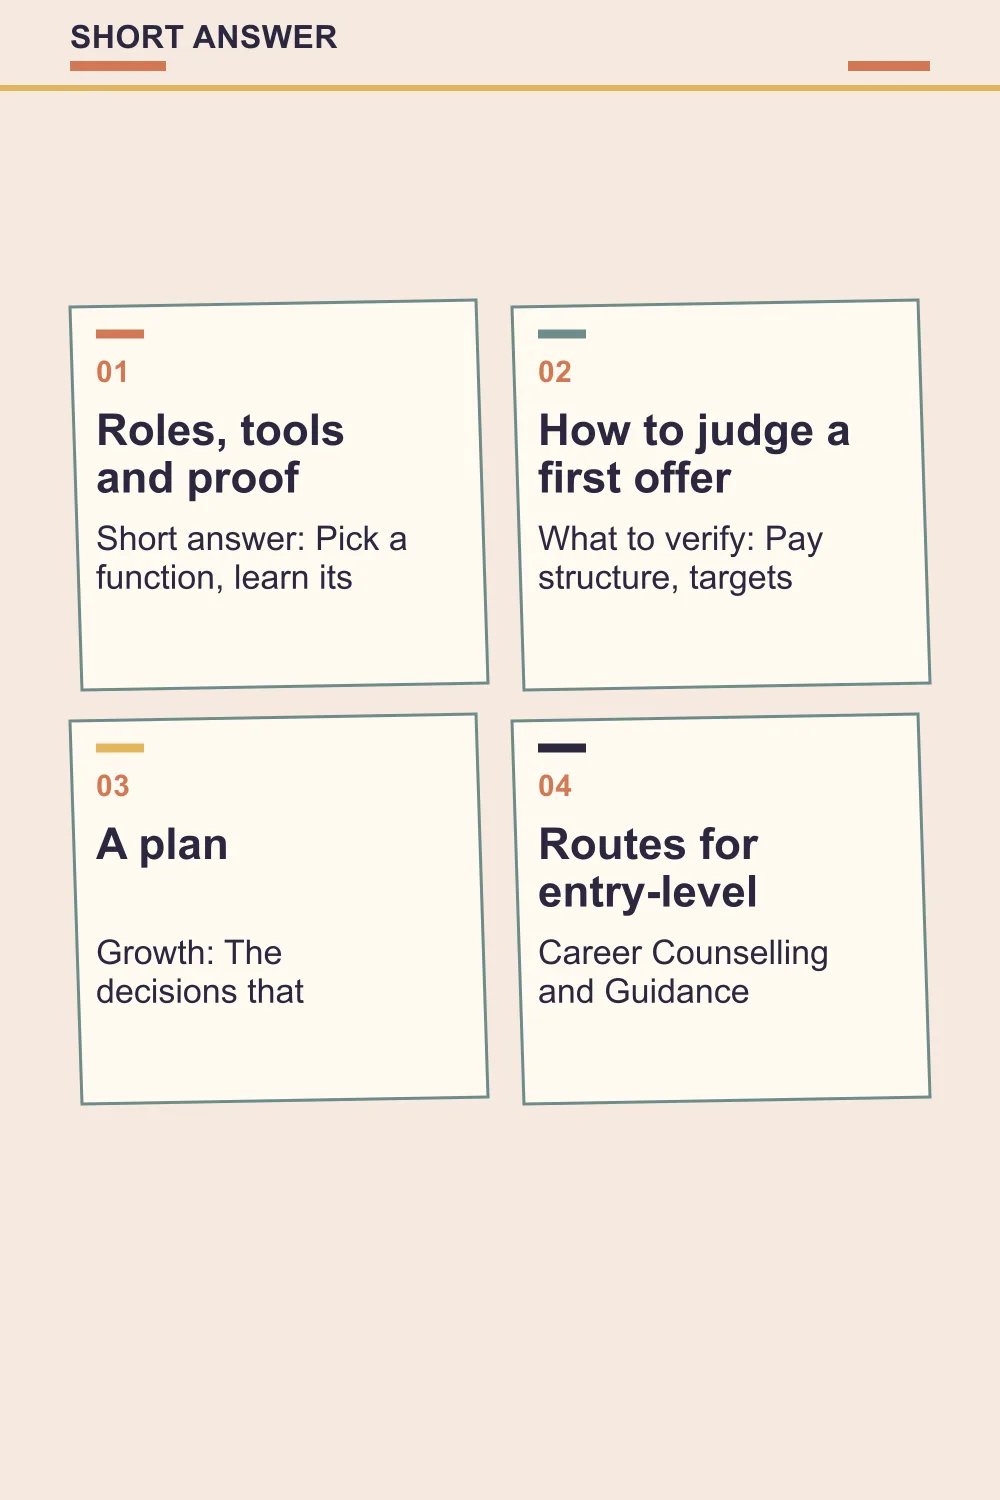 SHORT ANSWER
01
Roles, tools
and proof
Short answer: Pick a
function, learn its
02
How to judge a
first offer
What to verify: Pay
structure, targets
03
A plan
Growth: The
decisions that
04
Routes for
entry-level
Career Counselling
and Guidance